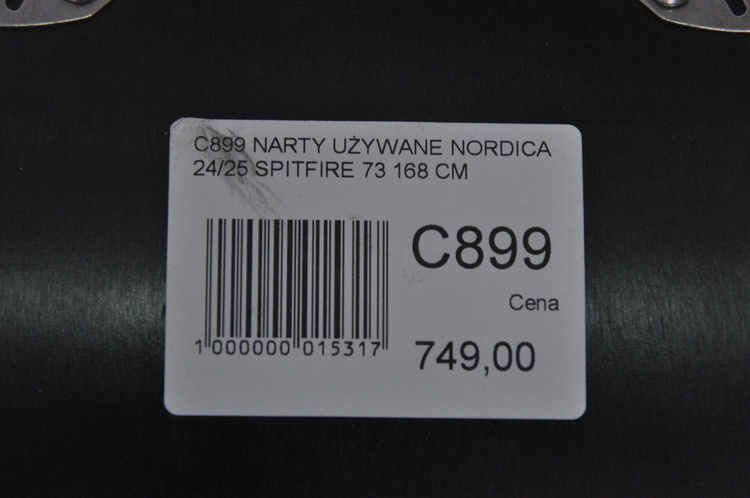 C899 NARTY UŻYWANE NORDICA
24/25 SPITFIRE 73 168 CM
C899
Cena
749,00
1 000000 015317